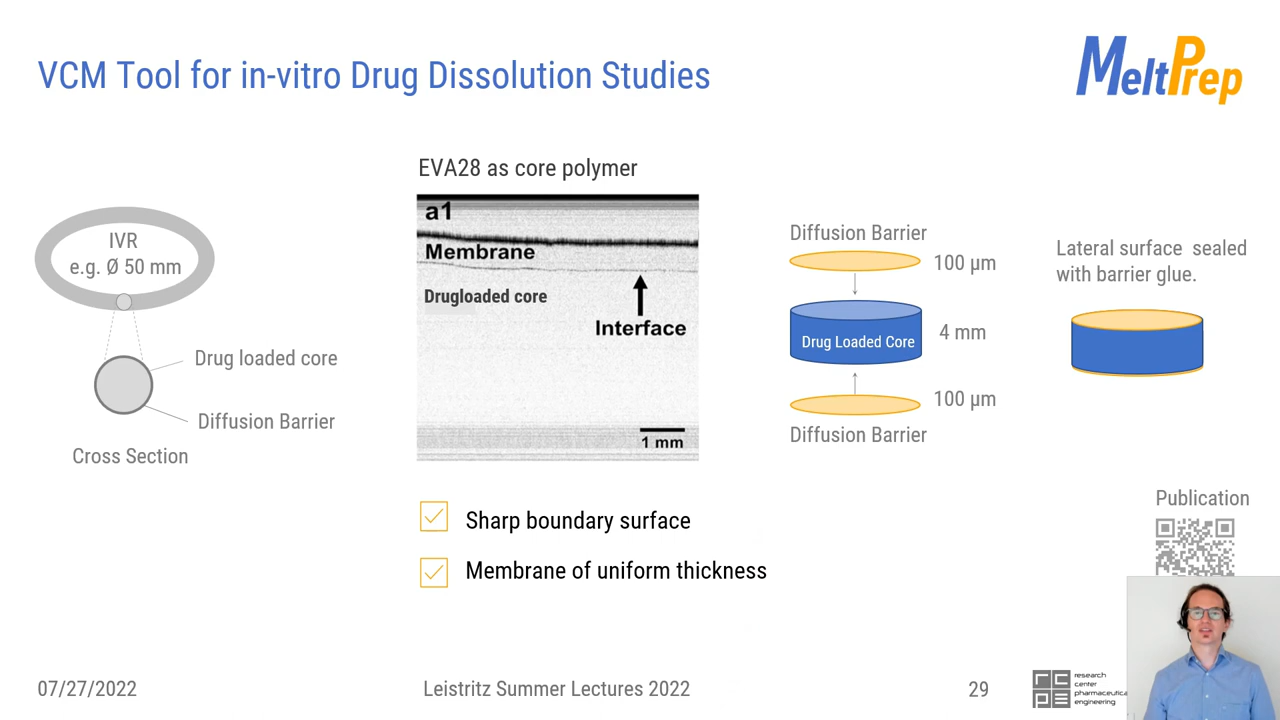 VCM Tool for in-vitro Drug Dissolution Studies
MeltPrep
EVA28 as core polymer
IVR
e.g. Ø 50 mm
Drug loaded core
Diffusion Barrier
Cross Section
a1
Membrane
Drugloaded core
Interface
1 mm
Diffusion Barrier
100 µm
Drug Loaded Core
4 mm
100 µm
Diffusion Barrier
Lateral surface sealed
with barrier glue.
Sharp boundary surface
Membrane of uniform thickness
Publication
07/27/2022
Leistritz Summer Lectures 2022
29
rcpe
research
center
pharmaceutica
engineering